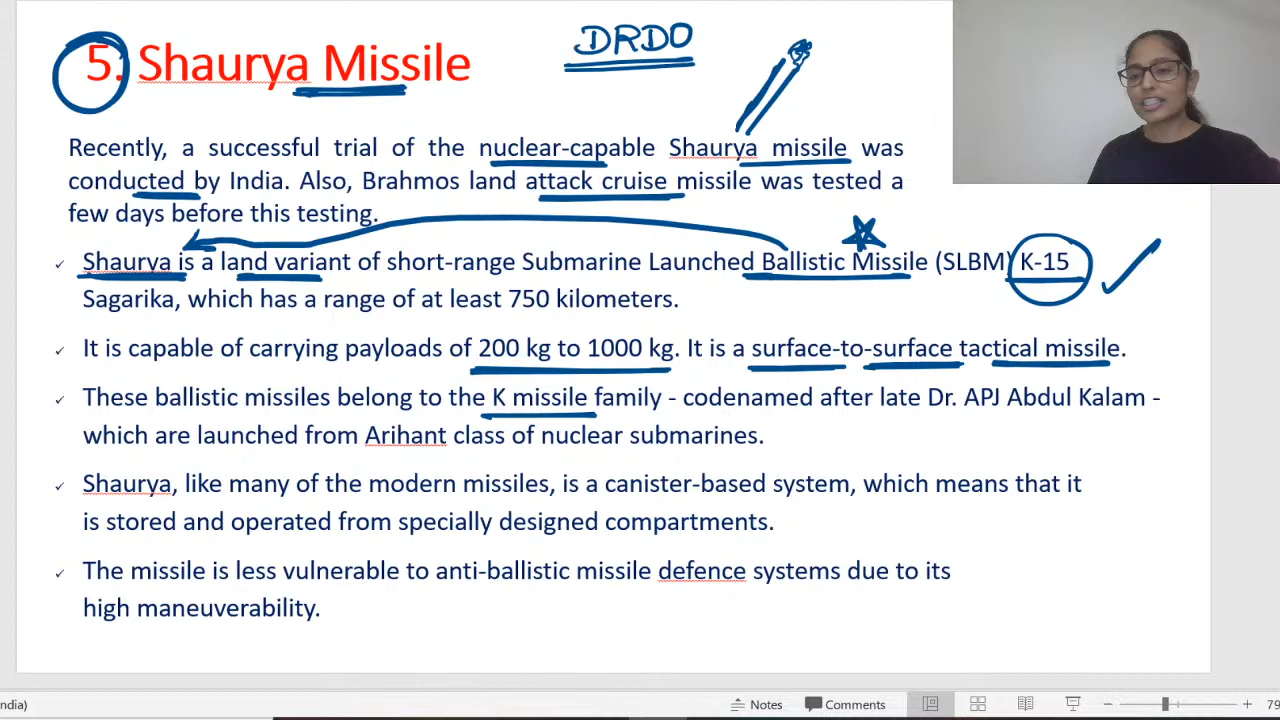 DRDO
5. Shaurya Missile
Recently, a successful trial of the nuclear-capable Shaurya missile was
conducted by India. Also, Brahmos land attack cruise missile was tested a
few days before this testing.
✓ Shaurya is a land variant of short-range Submarine Launched Ballistic Missile (SLBM) K-15
Sagarika, which has a range of at least 750 kilometers.
✓ It is capable of carrying payloads of 200 kg to 1000 kg. It is a surface-to-surface tactical missile.
✓ These ballistic missiles belong to the K missile family - codenamed after late Dr. APJ Abdul Kalam -
which are launched from Arihant class of nuclear submarines.
✓ Shaurya, like many of the modern missiles, is a canister-based system, which means that it
is stored and operated from specially designed compartments.
✓ The missile is less vulnerable to anti-ballistic missile defence systems due to its
high maneuverability.
ndia) Notes Comments 79